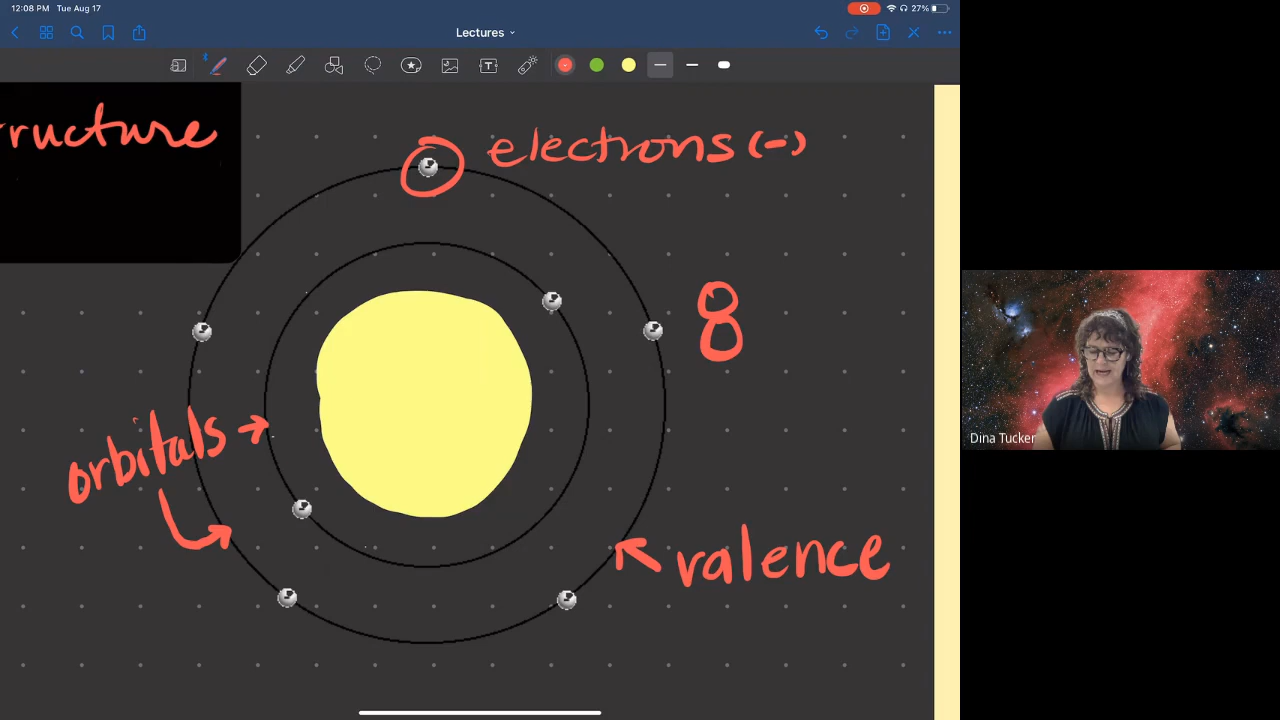 12:08 PM Tue Aug 17
27%
Lectures
T
ructure
electrons (-)
8
orbitals
valence
Dina Tucker